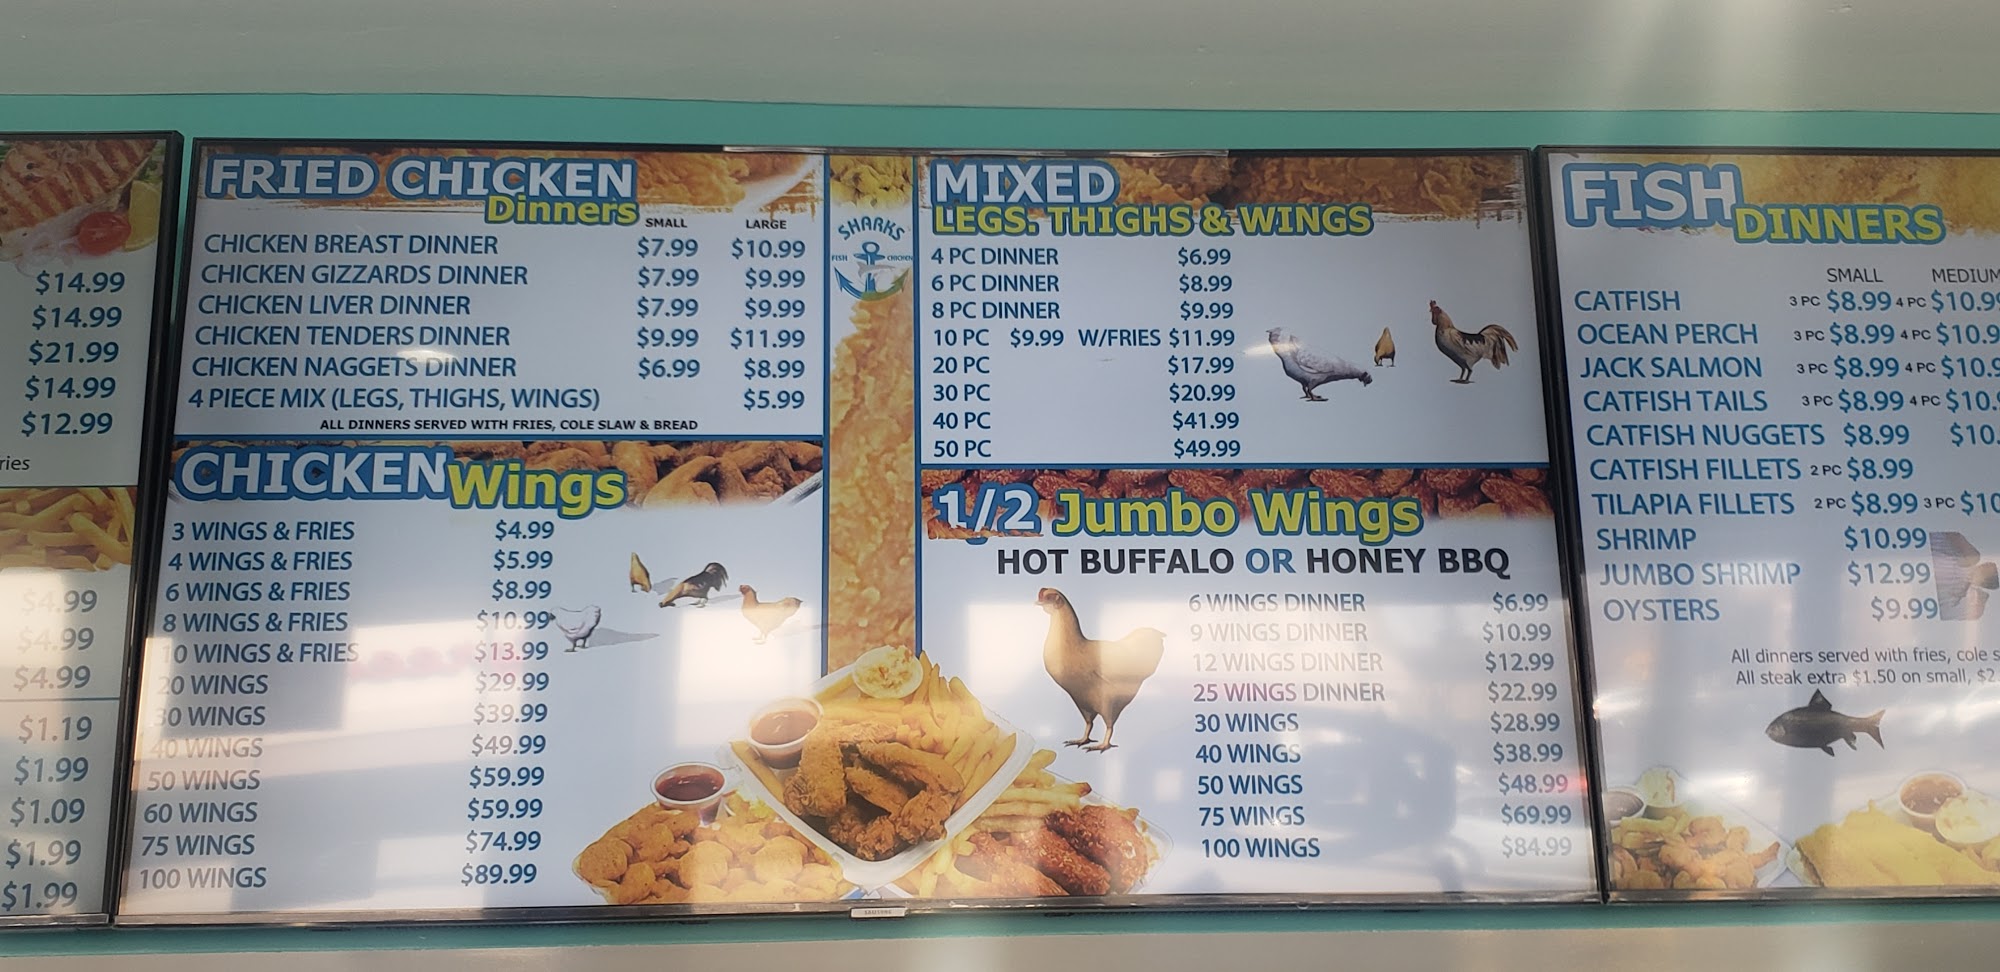 $14.99
$14.99
$21.99
$14.99
$12.99
ries
$4.99
$4.99
$4.99
$1.19
$1.99
$1.09
$1.99
$1.99
FRIED CHICKEN
Dinners
SMALL LARGE
CHICKEN BREAST DINNER $7.99 $10.99
CHICKEN GIZZARDS DINNER $7.99 $9.99
CHICKEN LIVER DINNER $7.99 $9.99
CHICKEN TENDERS DINNER $9.99 $11.99
CHICKEN NAGGETS DINNER $6.99 $8.99
4 PIECE MIX (LEGS, THIGHS, WINGS) $5.99
ALL DINNERS SERVED WITH FRIES, COLE SLAW & BREAD
CHICKEN Wings
3 WINGS & FRIES $4.99
4 WINGS & FRIES $5.99
6 WINGS & FRIES $8.99
8 WINGS & FRIES $10.99
10 WINGS & FRIES $13.99
20 WINGS $29.99
30 WINGS $39.99
40 WINGS $49.99
50 WINGS $59.99
60 WINGS $59.99
75 WINGS $74.99
100 WINGS $89.99
SHARKS
FISH CHICKEN
MIXED
LEGS. THIGHS & WINGS
4 PC DINNER $6.99
6 PC DINNER $8.99
8 PC DINNER $9.99
10 PC $9.99 W/FRIES $11.99
20 PC $17.99
30 PC $20.99
40 PC $41.99
50 PC $49.99
1/2 Jumbo Wings
HOT BUFFALO OR HONEY BBQ
6 WINGS DINNER $6.99
9 WINGS DINNER $10.99
12 WINGS DINNER $12.99
25 WINGS DINNER $22.99
30 WINGS $28.99
40 WINGS $38.99
50 WINGS $48.99
75 WINGS $69.99
100 WINGS $84.99
SAMSUNG
FISH DINNERS
SMALL MEDIUM
CATFISH 3 PC $8.99 4 PC $10.99
OCEAN PERCH 3 PC $8.99 4 PC $10.9
JACK SALMON 3 PC $8.99 4 PC $10.9
CATFISH TAILS 3 PC $8.99 4 PC $10.
CATFISH NUGGETS $8.99 $10.
CATFISH FILLETS 2 PC $8.99
TILAPIA FILLETS 2 PC $8.99 3 PC $10
SHRIMP $10.99
JUMBO SHRIMP $12.99
OYSTERS $9.99
All dinners served with fries, cole s
All steak extra $1.50 on small, $2.